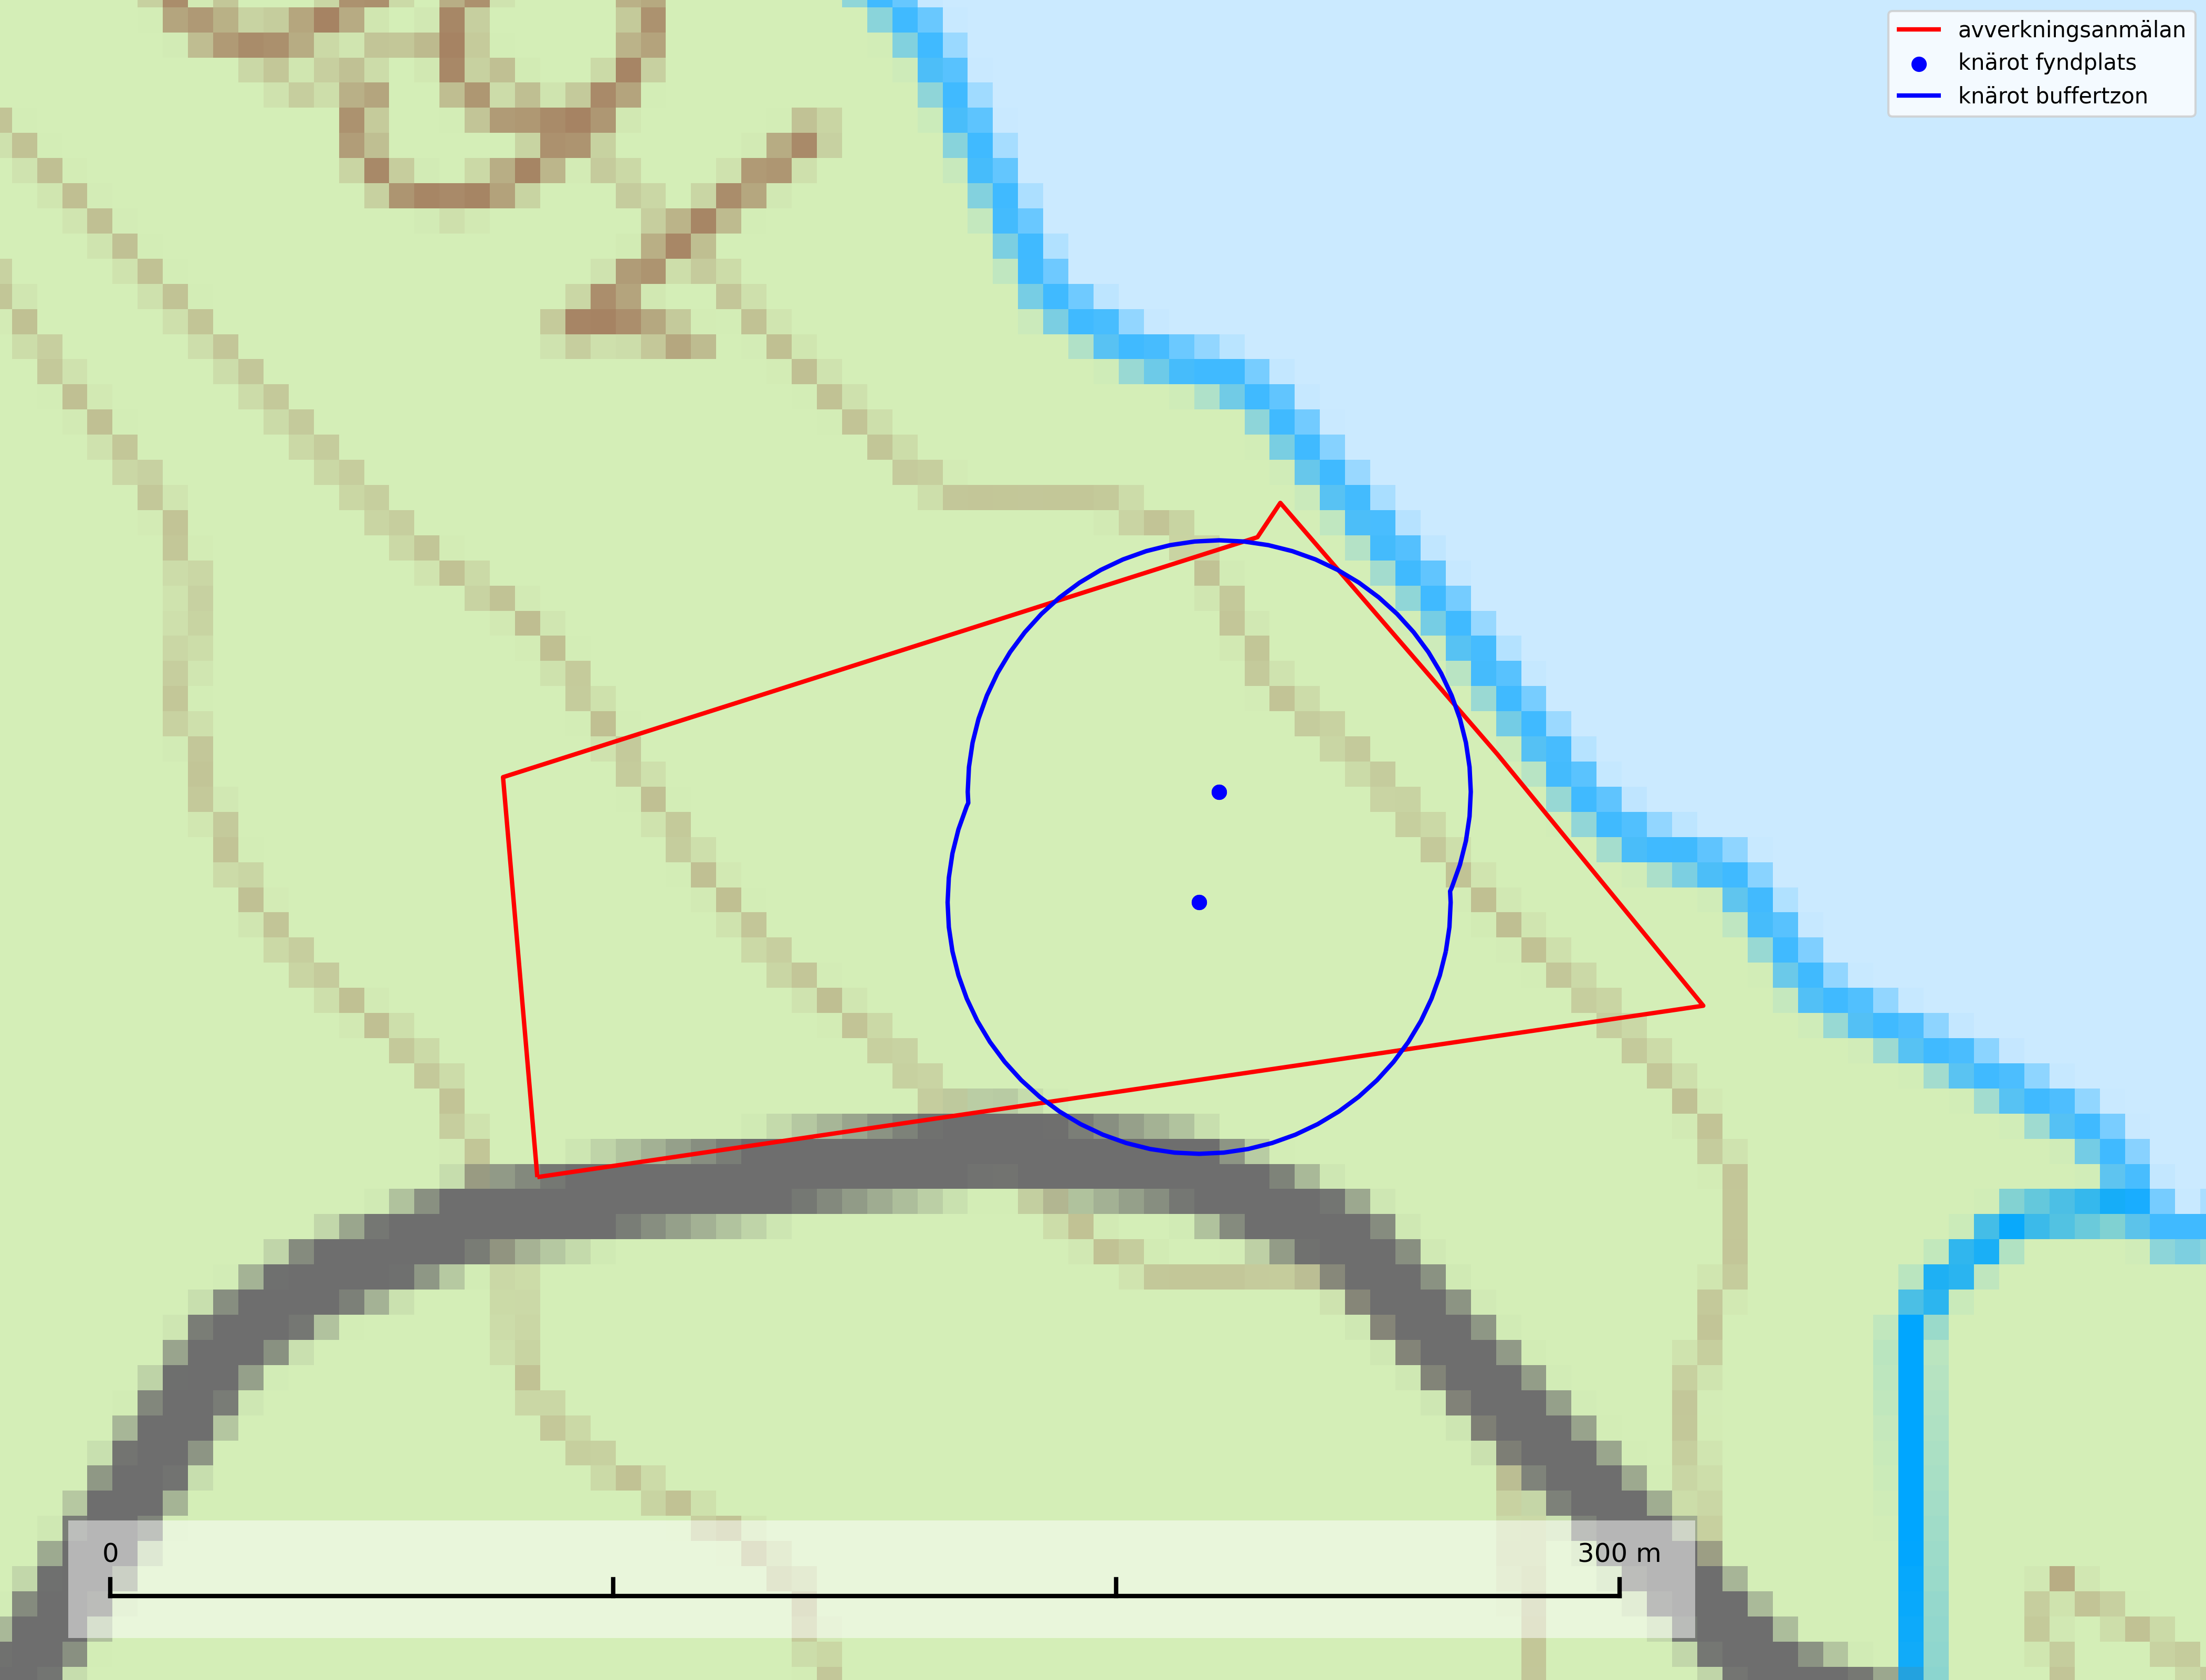 avverkningsanmälan
knärot fyndplats
knärot buffertzon
0
300 m